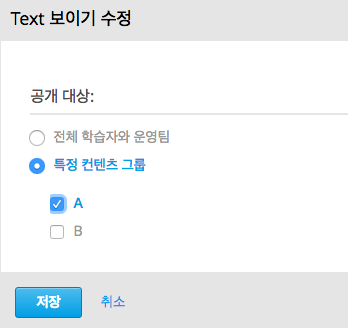 Text 보이기 수정
공개 대상:
전체 학습자와 운영팀
특정 컨텐츠 그룹
A
B
저장 취소